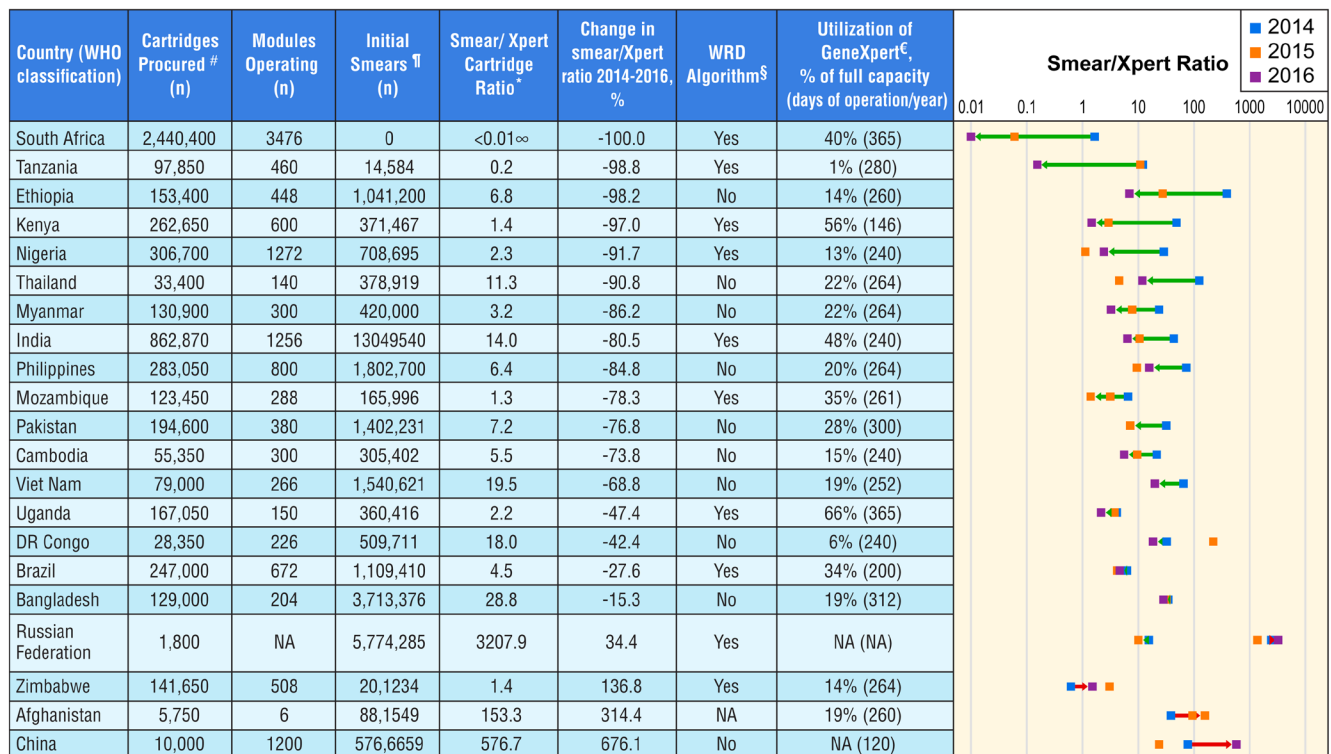 Country (WHO classification) Cartridges Procured # (n) Modules Operating (n) Initial Smears ¶ (n) Smear/ Xpert Cartridge Ratio* Change in smear/Xpert ratio 2014-2016, % WRD Algorithm§ Utilization of GeneXpert€, % of full capacity (days of operation/year)
Smear/Xpert Ratio
2014
2015
2016
0.01 0.1 1 10 100 1000 10000
South Africa 2,440,400 3476 0 <0.01∞ -100.0 Yes 40% (365)
Tanzania 97,850 460 14,584 0.2 -98.8 Yes 1% (280)
Ethiopia 153,400 448 1,041,200 6.8 -98.2 No 14% (260)
Kenya 262,650 600 371,467 1.4 -97.0 Yes 56% (146)
Nigeria 306,700 1272 708,695 2.3 -91.7 Yes 13% (240)
Thailand 33,400 140 378,919 11.3 -90.8 No 22% (264)
Myanmar 130,900 300 420,000 3.2 -86.2 No 22% (264)
India 862,870 1256 13049540 14.0 -80.5 Yes 48% (240)
Philippines 283,050 800 1,802,700 6.4 -84.8 No 20% (264)
Mozambique 123,450 288 165,996 1.3 -78.3 Yes 35% (261)
Pakistan 194,600 380 1,402,231 7.2 -76.8 No 28% (300)
Cambodia 55,350 300 305,402 5.5 -73.8 No 15% (240)
Viet Nam 79,000 266 1,540,621 19.5 -68.8 No 19% (252)
Uganda 167,050 150 360,416 2.2 -47.4 Yes 66% (365)
DR Congo 28,350 226 509,711 18.0 -42.4 No 6% (240)
Brazil 247,000 672 1,109,410 4.5 -27.6 Yes 34% (200)
Bangladesh 129,000 204 3,713,376 28.8 -15.3 No 19% (312)
Russian Federation 1,800 NA 5,774,285 3207.9 34.4 Yes NA (NA)
Zimbabwe 141,650 508 20,1234 1.4 136.8 Yes 14% (264)
Afghanistan 5,750 6 88,1549 153.3 314.4 NA 19% (260)
China 10,000 1200 576,6659 576.7 676.1 No NA (120)